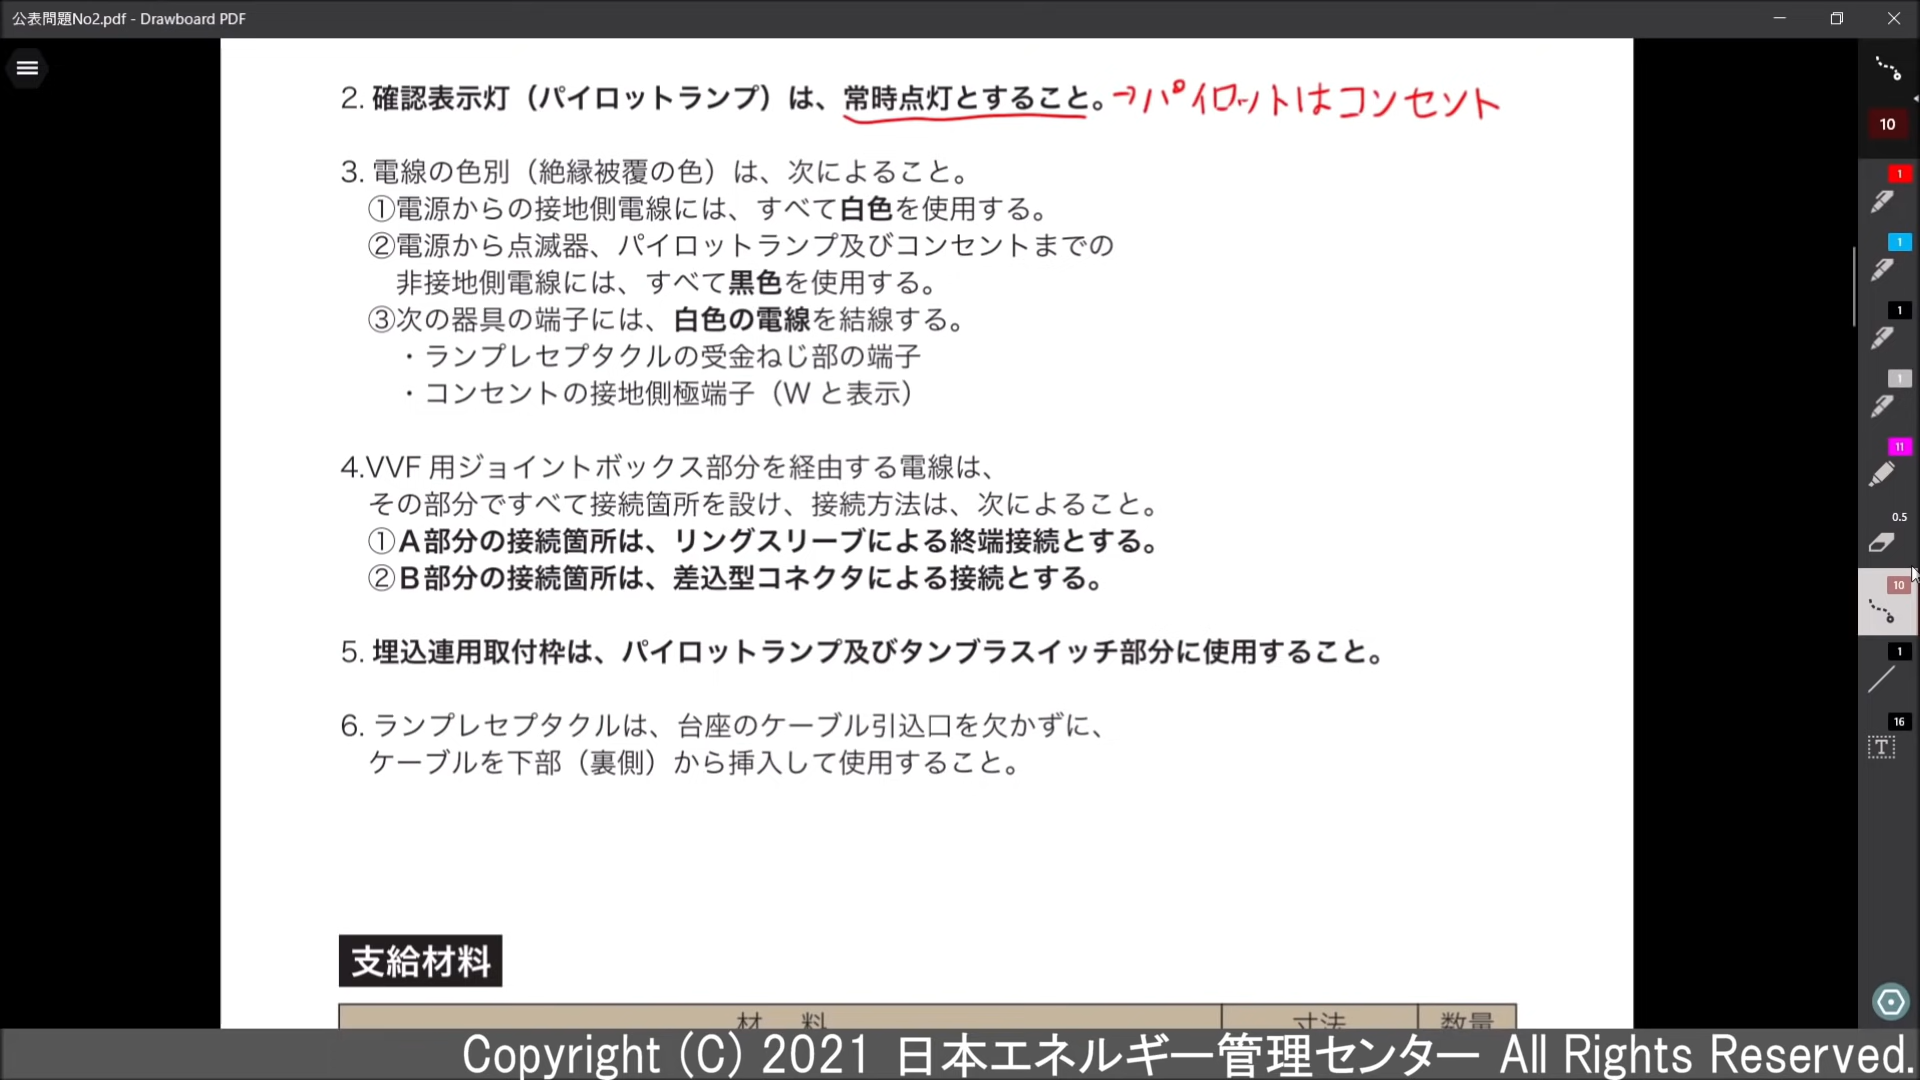 公表問題No2.pdf - Drawboard PDF
2. 確認表示灯（パイロットランプ）は、常時点灯とすること。→パイロットはコンセント
3. 電線の色別（絶縁被覆の色）は、次によること。
①電源からの接地側電線には、すべて白色を使用する。
②電源から点滅器、パイロットランプ及びコンセントまでの
非接地側電線には、すべて黒色を使用する。
③次の器具の端子には、白色の電線を結線する。
・ランプレセプタクルの受金ねじ部の端子
・コンセントの接地側極端子（W と表示）
4.VVF 用ジョイントボックス部分を経由する電線は、
その部分ですべて接続箇所を設け、接続方法は、次によること。
①A部分の接続箇所は、リングスリーブによる終端接続とする。
②B部分の接続箇所は、差込型コネクタによる接続とする。
5. 埋込連用取付枠は、パイロットランプ及びタンブラスイッチ部分に使用すること。
6. ランプレセプタクルは、台座のケーブル引込口を欠かずに、
ケーブルを下部（裏側）から挿入して使用すること。
支給材料
材 料 寸法 数量
10
1
1
1
1
11
0.5
10
1
16
T
Copyright (C) 2021 日本エネルギー管理センター All Rights Reserved.